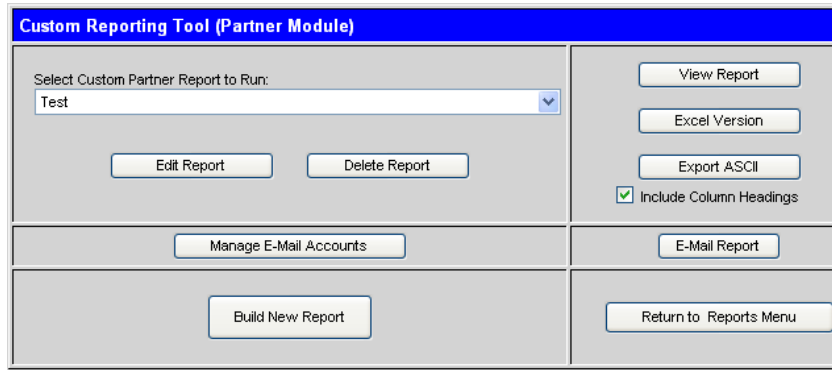 Custom Reporting Tool (Partner Module)
Select Custom Partner Report to Run:
Test
Edit Report
Delete Report
View Report
Excel Version
Export ASCII
Include Column Headings
Manage E-Mail Accounts
E-Mail Report
Build New Report
Return to Reports Menu